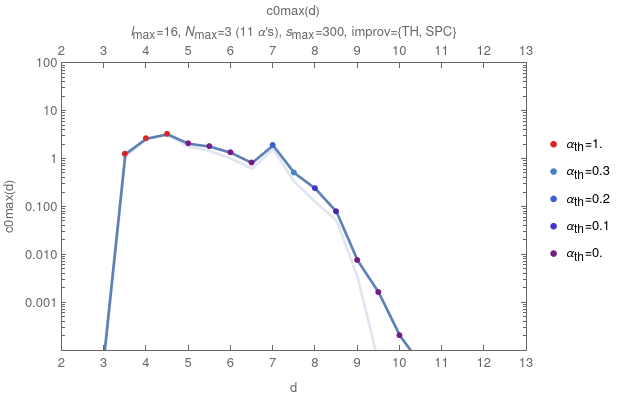 c0max(d)
lmax=16, Nmax=3 (11 α's), smax=300, improv={TH, SPC}
2 3 4 5 6 7 8 9 10 11 12 13
100
10
1
0.100
0.010
0.001
c0max(d)
2 3 4 5 6 7 8 9 10 11 12 13
d
αth=1.
αth=0.3
αth=0.2
αth=0.1
αth=0.